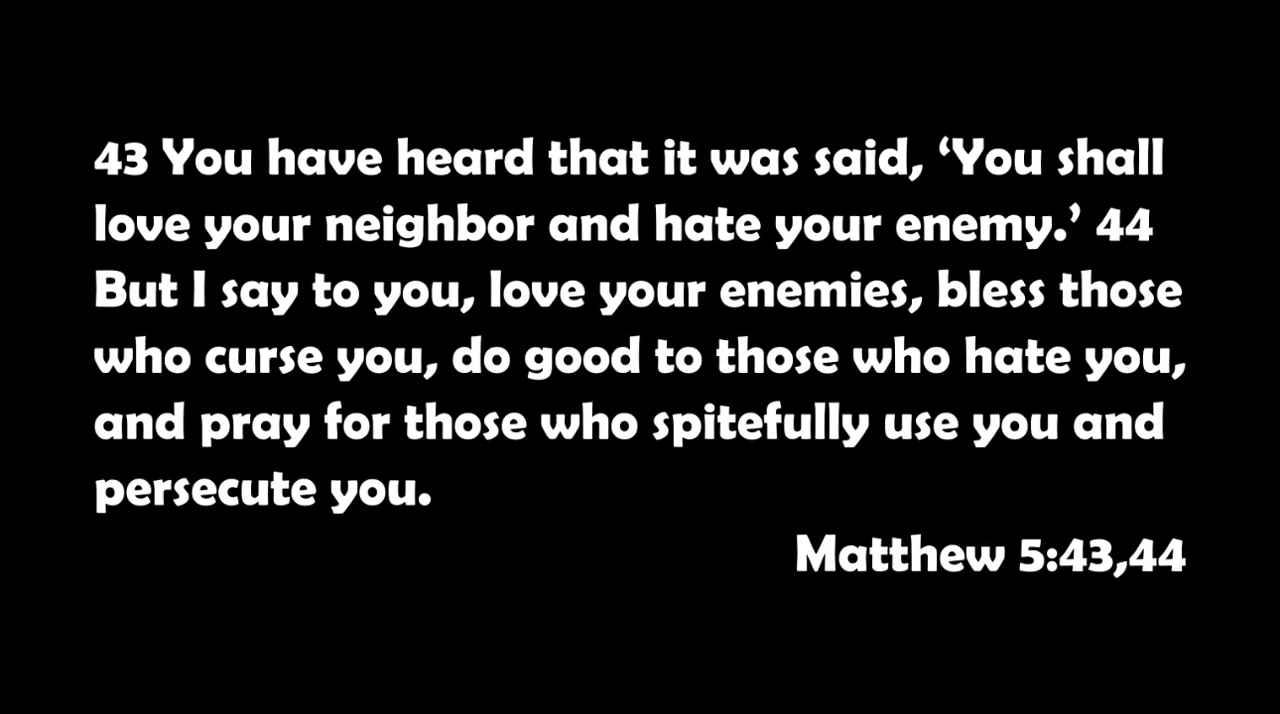 43 You have heard that it was said, ‘You shall
love your neighbor and hate your enemy.’ 44
But I say to you, love your enemies, bless those
who curse you, do good to those who hate you,
and pray for those who spitefully use you and
persecute you.
Matthew 5:43,44